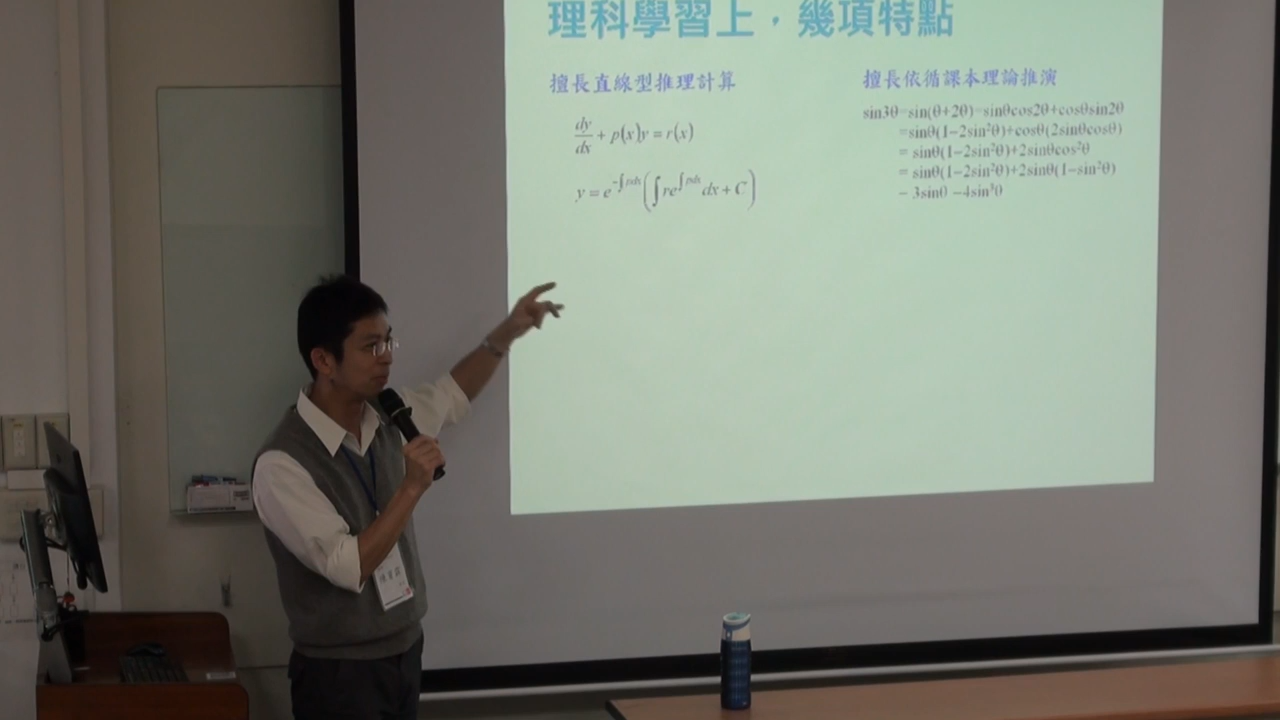 理科學習上，幾項特點
擅長直線型推理計算
dy/dx + p(x)y = r(x)
y = e^{-∫pdx}(∫re^{∫pdx}dx + C)
擅長依循課本理論推演
sin3θ=sin(θ+2θ)=sinθcos2θ+cosθsin2θ
=sinθ(1-2sin²θ)+cosθ(2sinθcosθ)
= sinθ(1-2sin²θ)+2sinθcos²θ
= sinθ(1-2sin²θ)+2sinθ(1-sin²θ)
= 3sinθ -4sin³θ